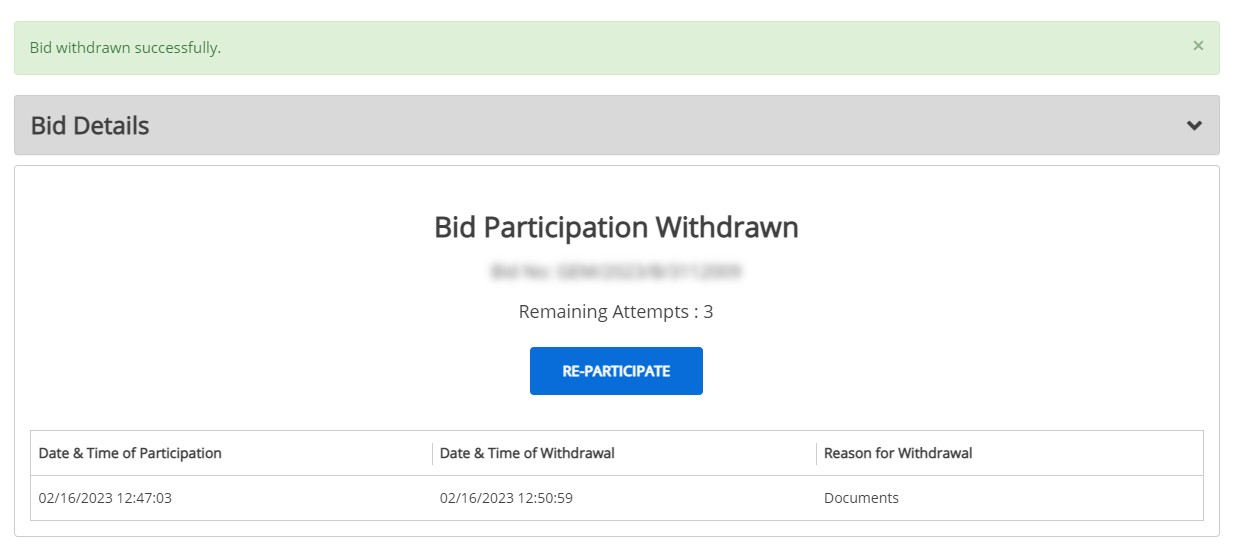 Bid withdrawn successfully.
×
Bid Details
Bid Participation Withdrawn
Remaining Attempts : 3
RE-PARTICIPATE
Date & Time of Participation Date & Time of Withdrawal Reason for Withdrawal
02/16/2023 12:47:03 02/16/2023 12:50:59 Documents